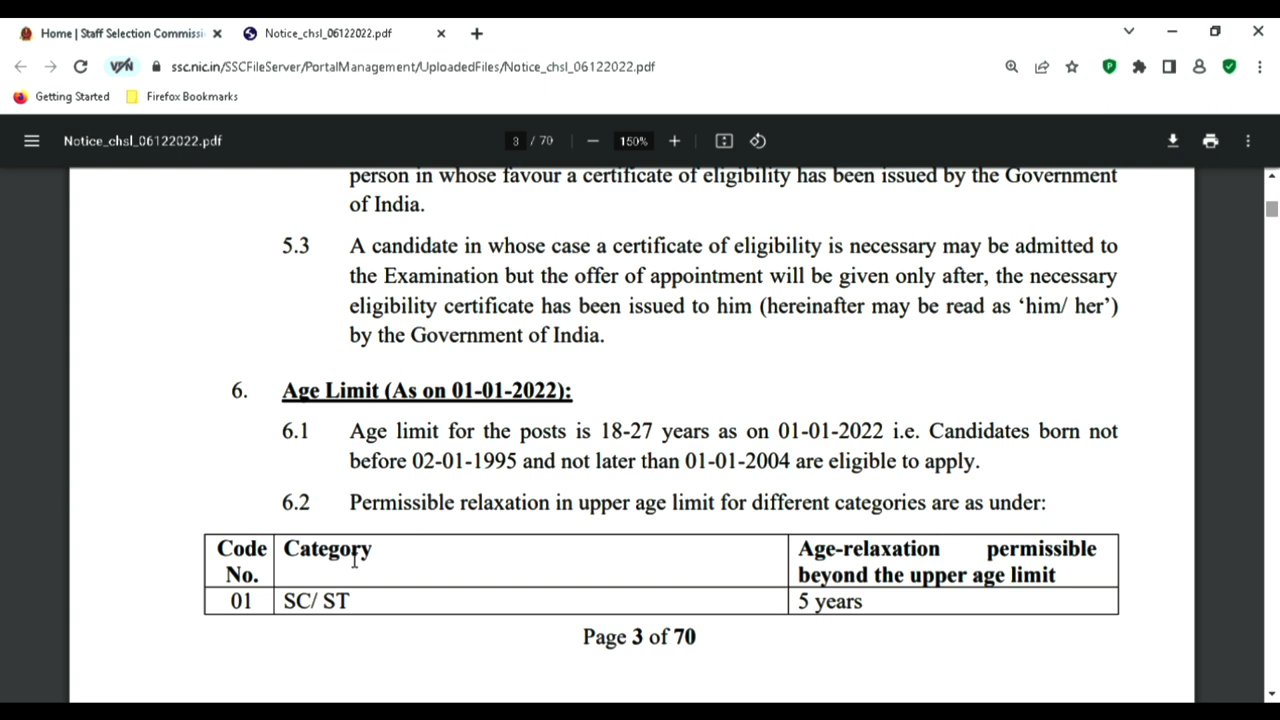 Home | Staff Selection Commissi
Notice_chsl_06122022.pdf
VPN
ssc.nic.in/SSCFileServer/PortalManagement/UploadedFiles/Notice_chsl_06122022.pdf
Getting Started
Firefox Bookmarks
Notice_chsl_06122022.pdf
3 / 70
150%
person in whose favour a certificate of eligibility has been issued by the Government
of India.
5.3 A candidate in whose case a certificate of eligibility is necessary may be admitted to
the Examination but the offer of appointment will be given only after, the necessary
eligibility certificate has been issued to him (hereinafter may be read as ‘him/ her’)
by the Government of India.
6. Age Limit (As on 01-01-2022):
6.1 Age limit for the posts is 18-27 years as on 01-01-2022 i.e. Candidates born not
before 02-01-1995 and not later than 01-01-2004 are eligible to apply.
6.2 Permissible relaxation in upper age limit for different categories are as under:
Code Category Age-relaxation permissible
No. beyond the upper age limit
01 SC/ ST 5 years
Page 3 of 70